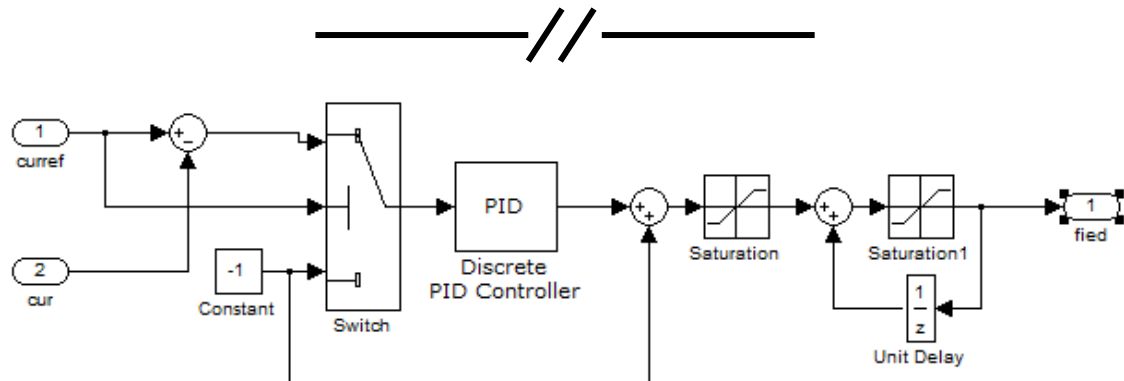 1
curref
2
cur
+
−
-1
Constant
Switch
PID
Discrete
PID Controller
+
+
Saturation
+
+
Saturation1
1
z
Unit Delay
1
fied